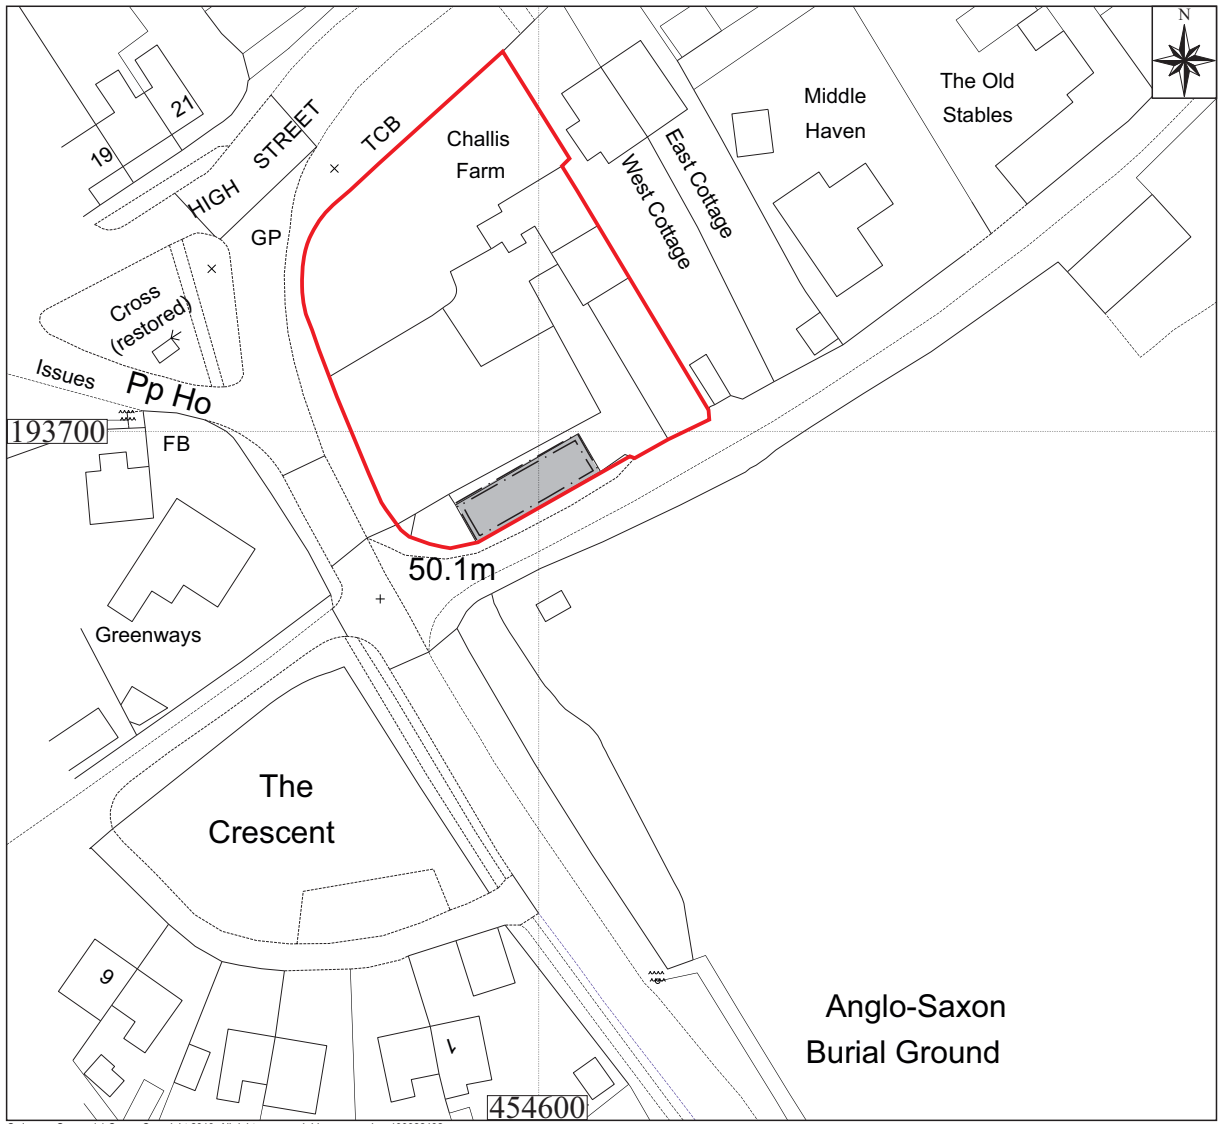 N
The Old
Stables
Middle
Haven
21
19
HIGH STREET
TCB
Challis
Farm
East Cottage
West Cottage
GP
Cross
(restored)
Issues
Pp Ho
193700
FB
50.1m
Greenways
The
Crescent
6
1
Anglo-Saxon
Burial Ground
454600